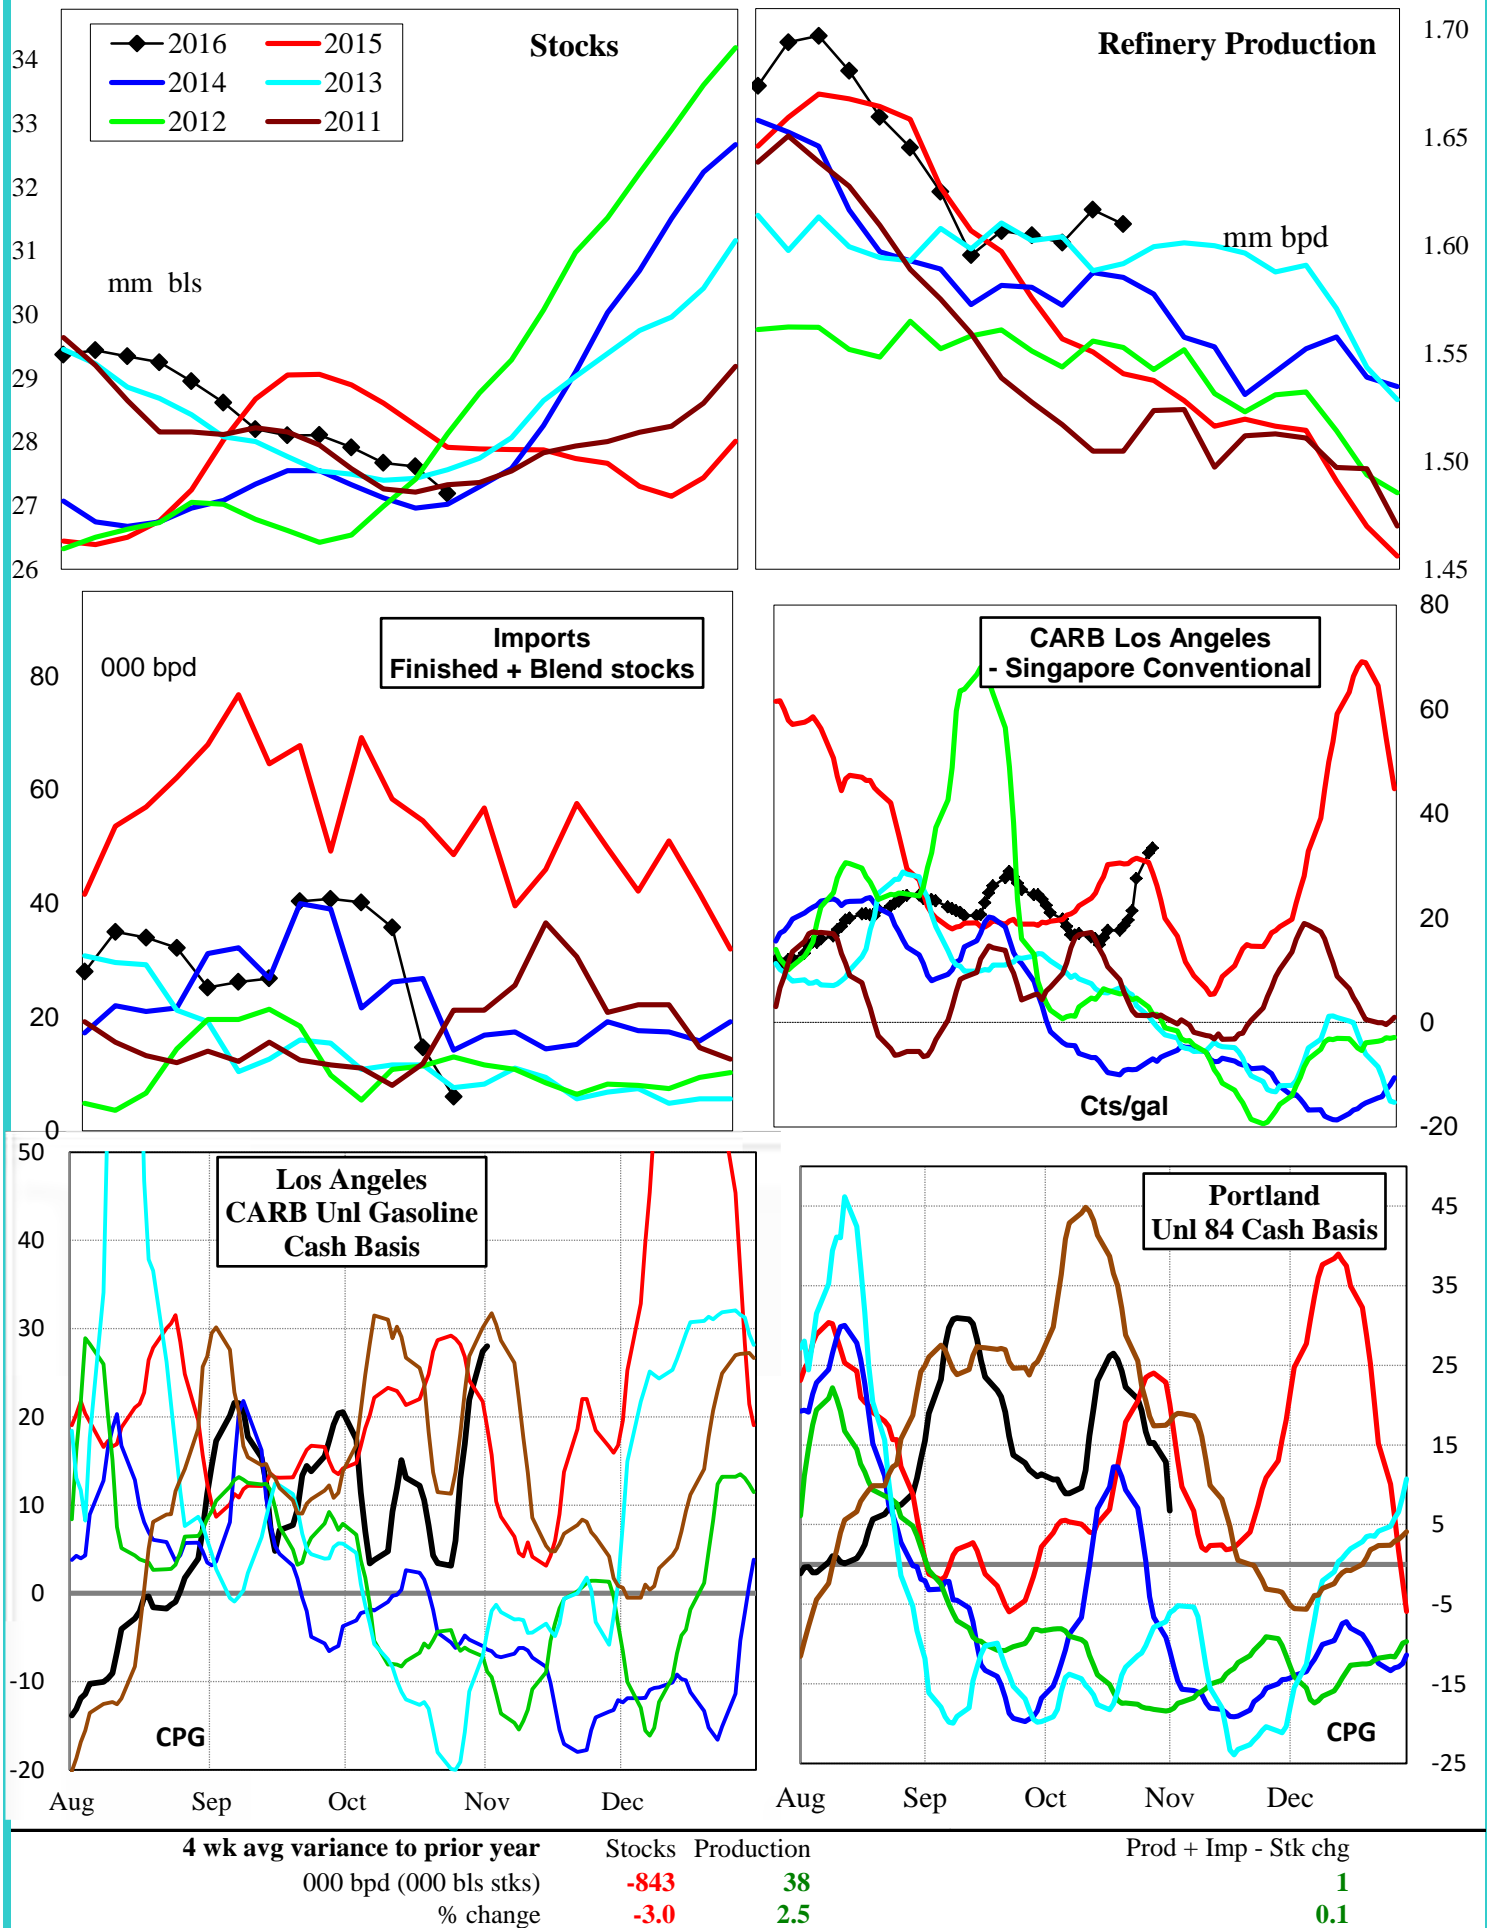 2016 2015
2014 2013
2012 2011
Stocks
mm bls
34
33
32
31
30
29
28
27
26
Refinery Production
mm bpd
1.70
1.65
1.60
1.55
1.50
1.45
Imports
Finished + Blend stocks
000 bpd
80
60
40
20
0
CARB Los Angeles
- Singapore Conventional
Cts/gal
80
60
40
20
0
-20
Los Angeles
CARB Unl Gasoline
Cash Basis
CPG
50
40
30
20
10
0
-10
-20
Aug Sep Oct Nov Dec
Portland
Unl 84 Cash Basis
CPG
45
35
25
15
5
-5
-15
-25
Aug Sep Oct Nov Dec
4 wk avg variance to prior year Stocks Production Prod + Imp - Stk chg
000 bpd (000 bls stks) -843 38 1
% change -3.0 2.5 0.1